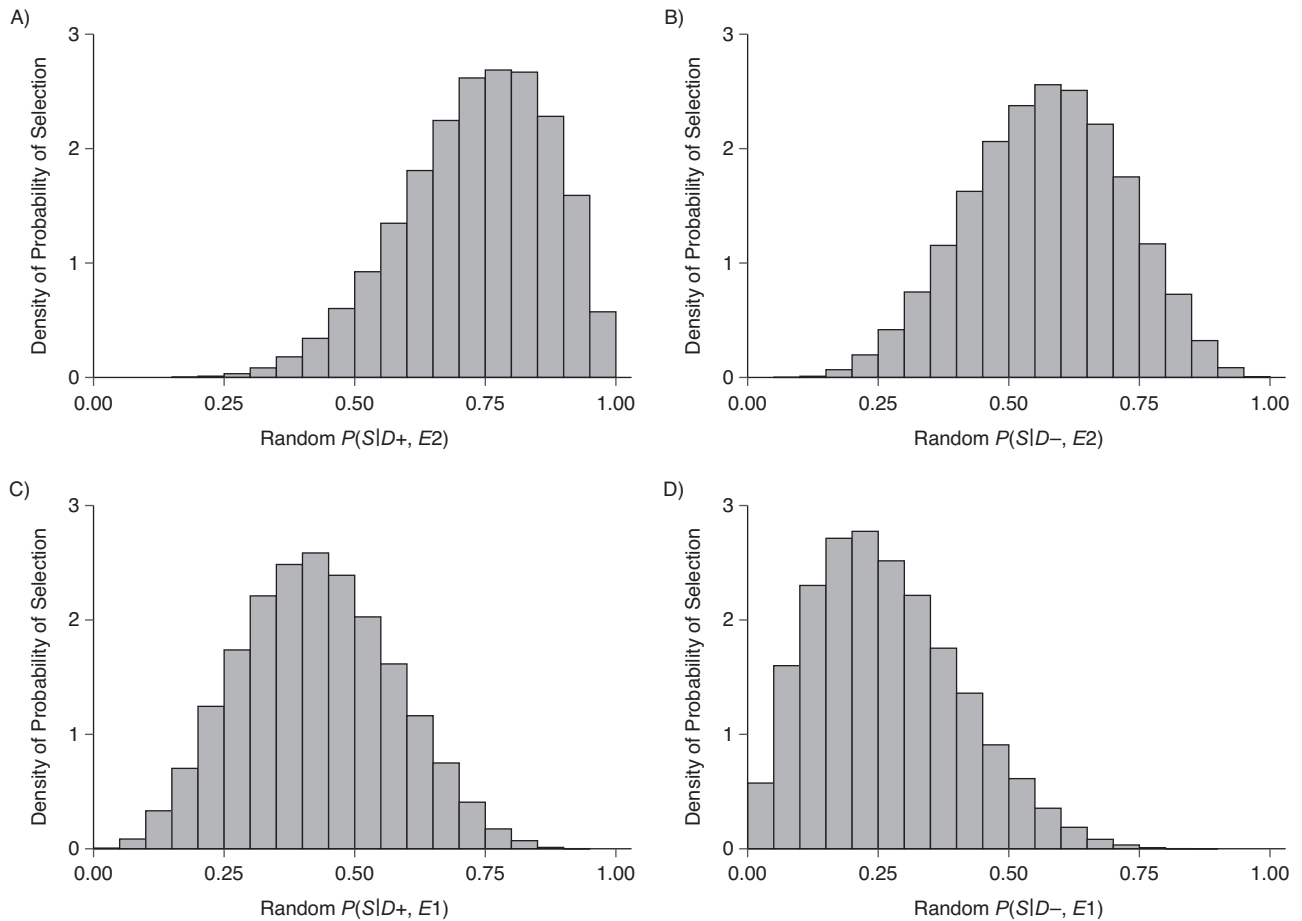 A)
Density of Probability of Selection
3
2
1
0
0.00 0.25 0.50 0.75 1.00
Random P(S|D+, E2)
B)
Density of Probability of Selection
3
2
1
0
0.00 0.25 0.50 0.75 1.00
Random P(S|D–, E2)
C)
Density of Probability of Selection
3
2
1
0
0.00 0.25 0.50 0.75 1.00
Random P(S|D+, E1)
D)
Density of Probability of Selection
3
2
1
0
0.00 0.25 0.50 0.75 1.00
Random P(S|D–, E1)